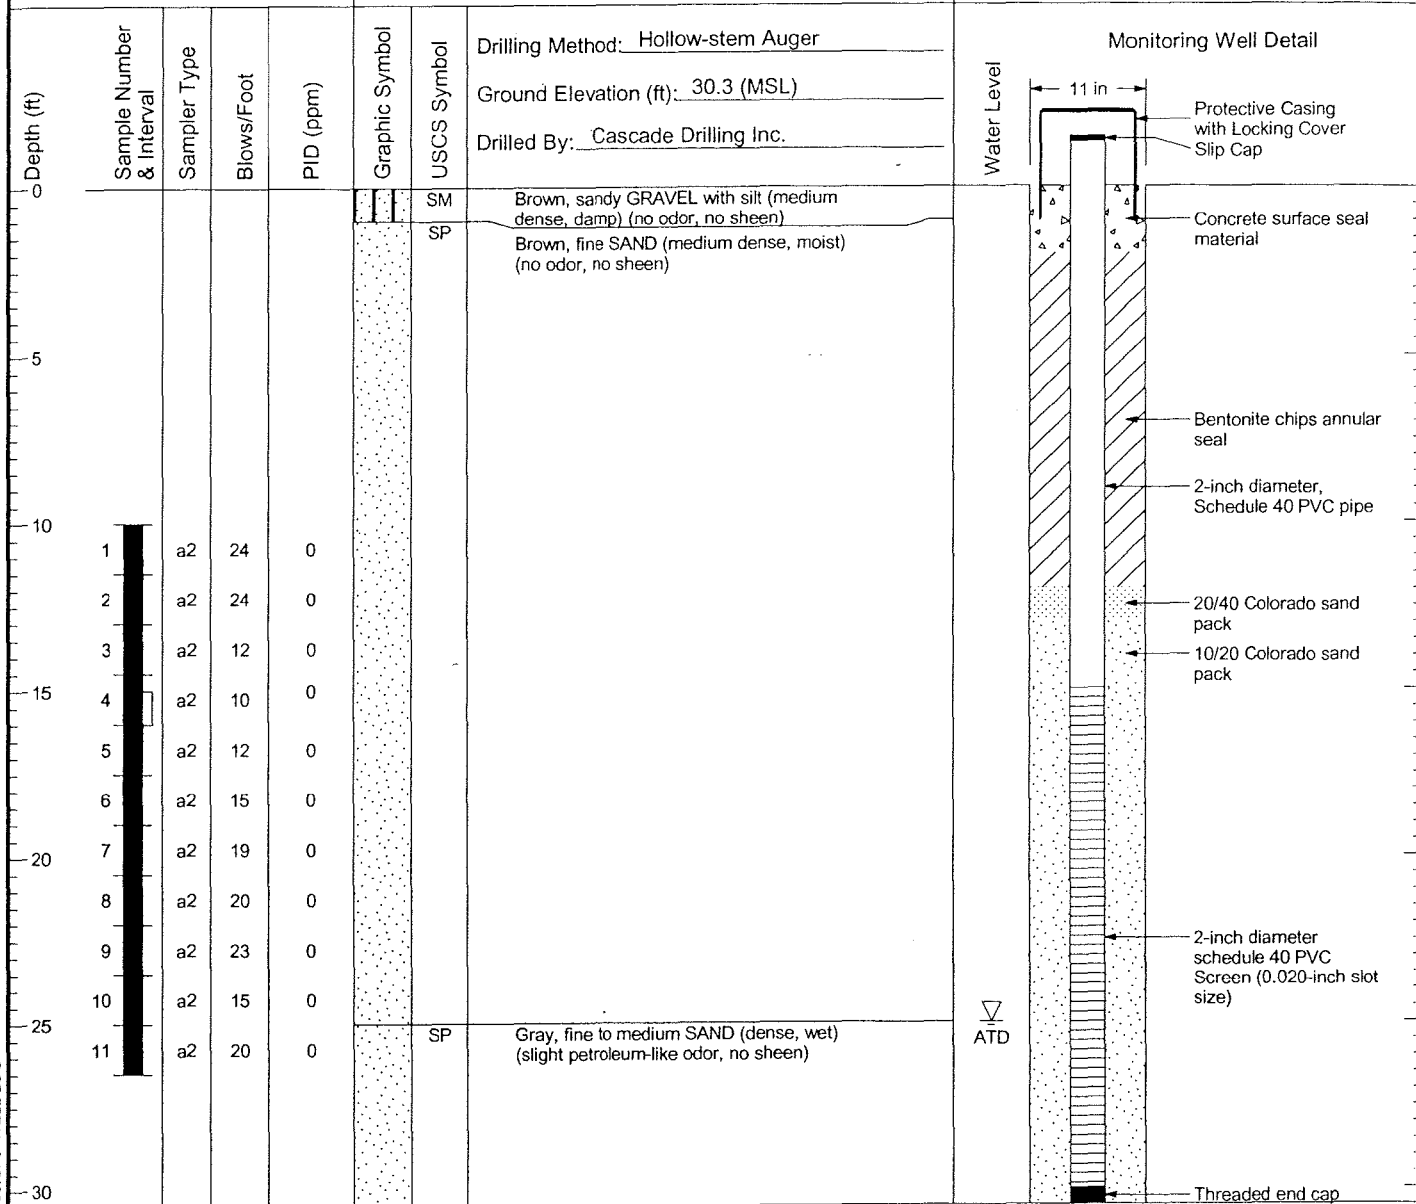 Depth (ft)
Sample Number
& Interval
Sampler Type
Blows/Foot
PID (ppm)
Graphic Symbol
USCS Symbol
Drilling Method: Hollow-stem Auger
Ground Elevation (ft): 30.3 (MSL)
Drilled By: Cascade Drilling Inc.
Water Level
Monitoring Well Detail
11 in
Protective Casing
with Locking Cover
Slip Cap
0
SM
Brown, sandy GRAVEL with silt (medium
dense, damp) (no odor, no sheen)
Concrete surface seal
material
SP
Brown, fine SAND (medium dense, moist)
(no odor, no sheen)
5
Bentonite chips annular
seal
2-inch diameter,
Schedule 40 PVC pipe
10
1 a2 24 0
2 a2 24 0
20/40 Colorado sand
pack
3 a2 12 0
10/20 Colorado sand
pack
15
4 a2 10 0
5 a2 12 0
6 a2 15 0
7 a2 19 0
20
8 a2 20 0
9 a2 23 0
2-inch diameter
schedule 40 PVC
Screen (0.020-inch slot
size)
10 a2 15 0
25
SP
Gray, fine to medium SAND (dense, wet)
(slight petroleum-like odor, no sheen)
ATD
11 a2 20 0
30
Threaded end cap